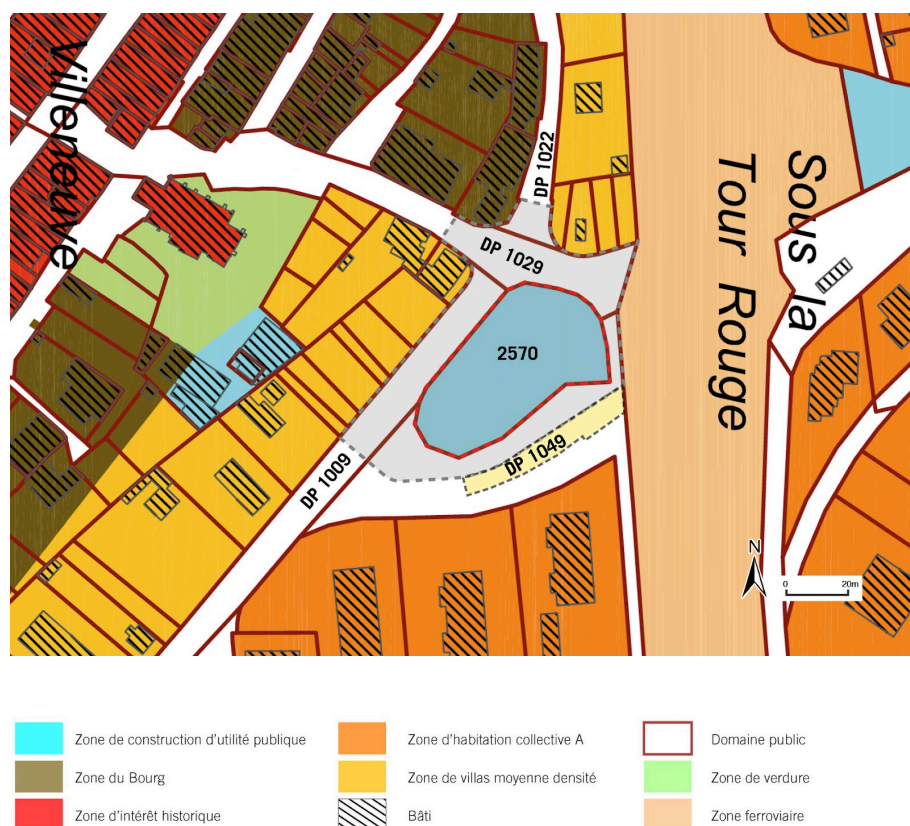 Villeneuve
DP 1022
DP 1029
Sous la
Tour Rouge
2570
DP 1049
DP 1009
N
0 20m
Zone de construction d'utilité publique
Zone d'habitation collective A
Domaine public
Zone du Bourg
Zone de villas moyenne densité
Zone de verdure
Zone d'intérêt historique
Bâti
Zone ferroviaire